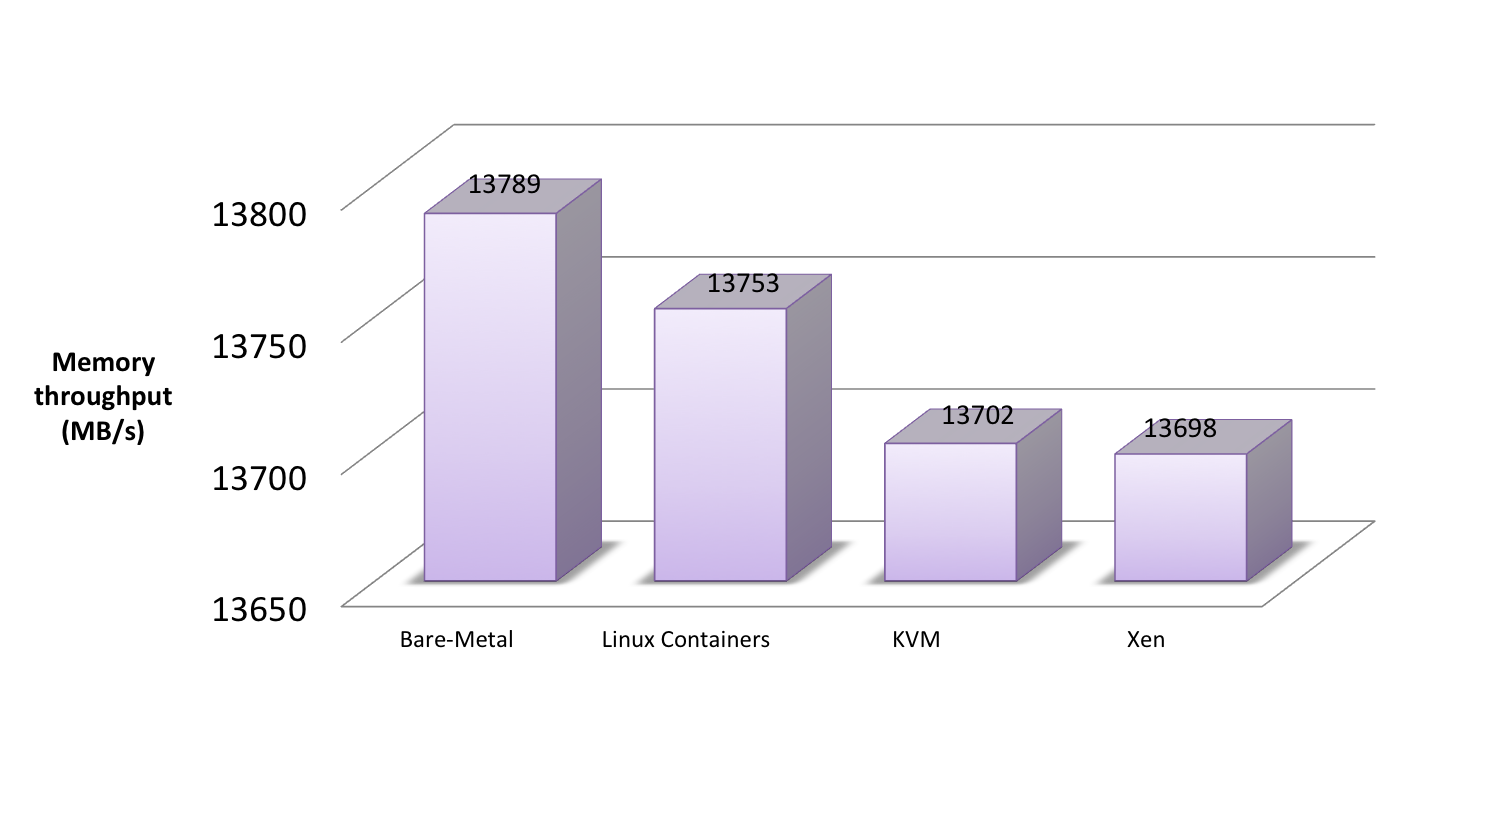 13789
13800
13753
13750
Memory
throughput
(MB/s)
13702
13698
13700
13650
Bare-Metal
Linux Containers
KVM
Xen